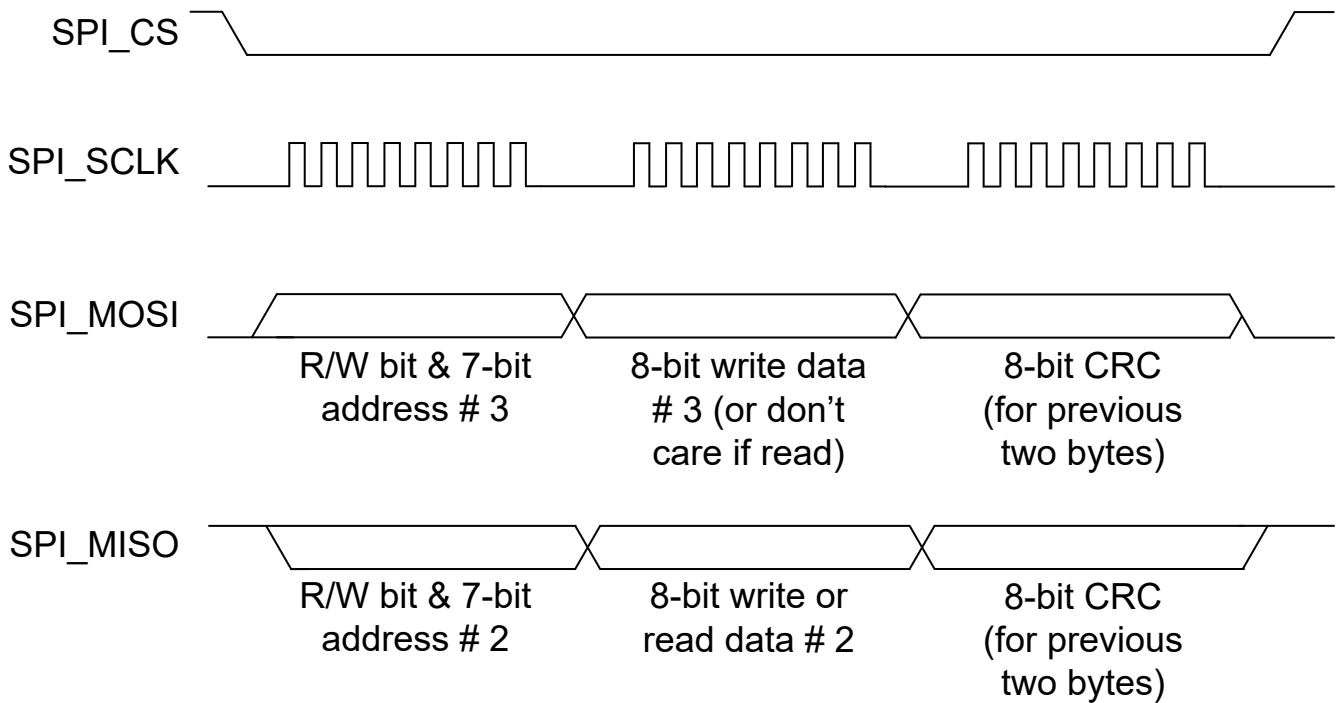 SPI_CS
SPI_SCLK
SPI_MOSI
R/W bit & 7-bit
address # 3
8-bit write data
# 3 (or don’t
care if read)
8-bit CRC
(for previous
two bytes)
SPI_MISO
R/W bit & 7-bit
address # 2
8-bit write or
read data # 2
8-bit CRC
(for previous
two bytes)